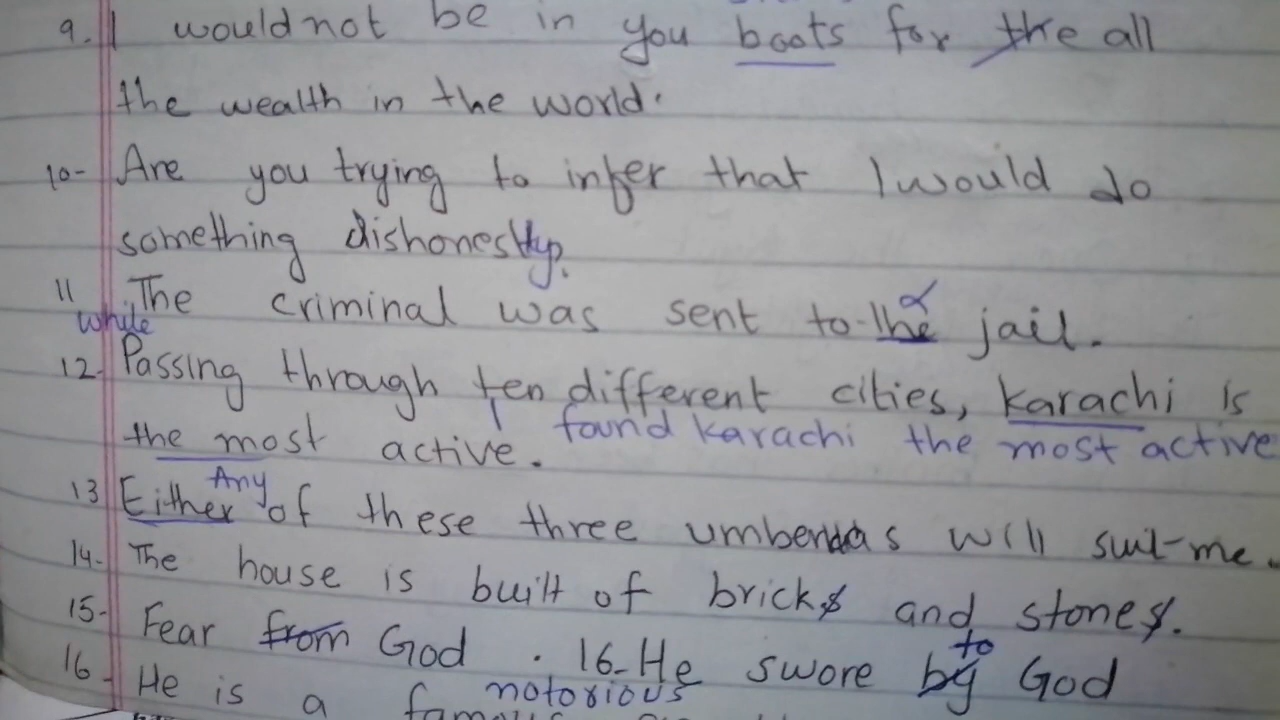 9. I would not be in you boots for the all
the wealth in the world.
10- Are you trying to infer that I would do
something dishonestly.
11 The criminal was sent to the jail.
while
12. Passing through ten different cities, karachi is
the most active. I found karachi the most active
Any
13 Either of these three umberlas will suit me.
14- The house is built of bricks and stones.
15- Fear from God . 16- He swore by God
to
16- He is a
notorious